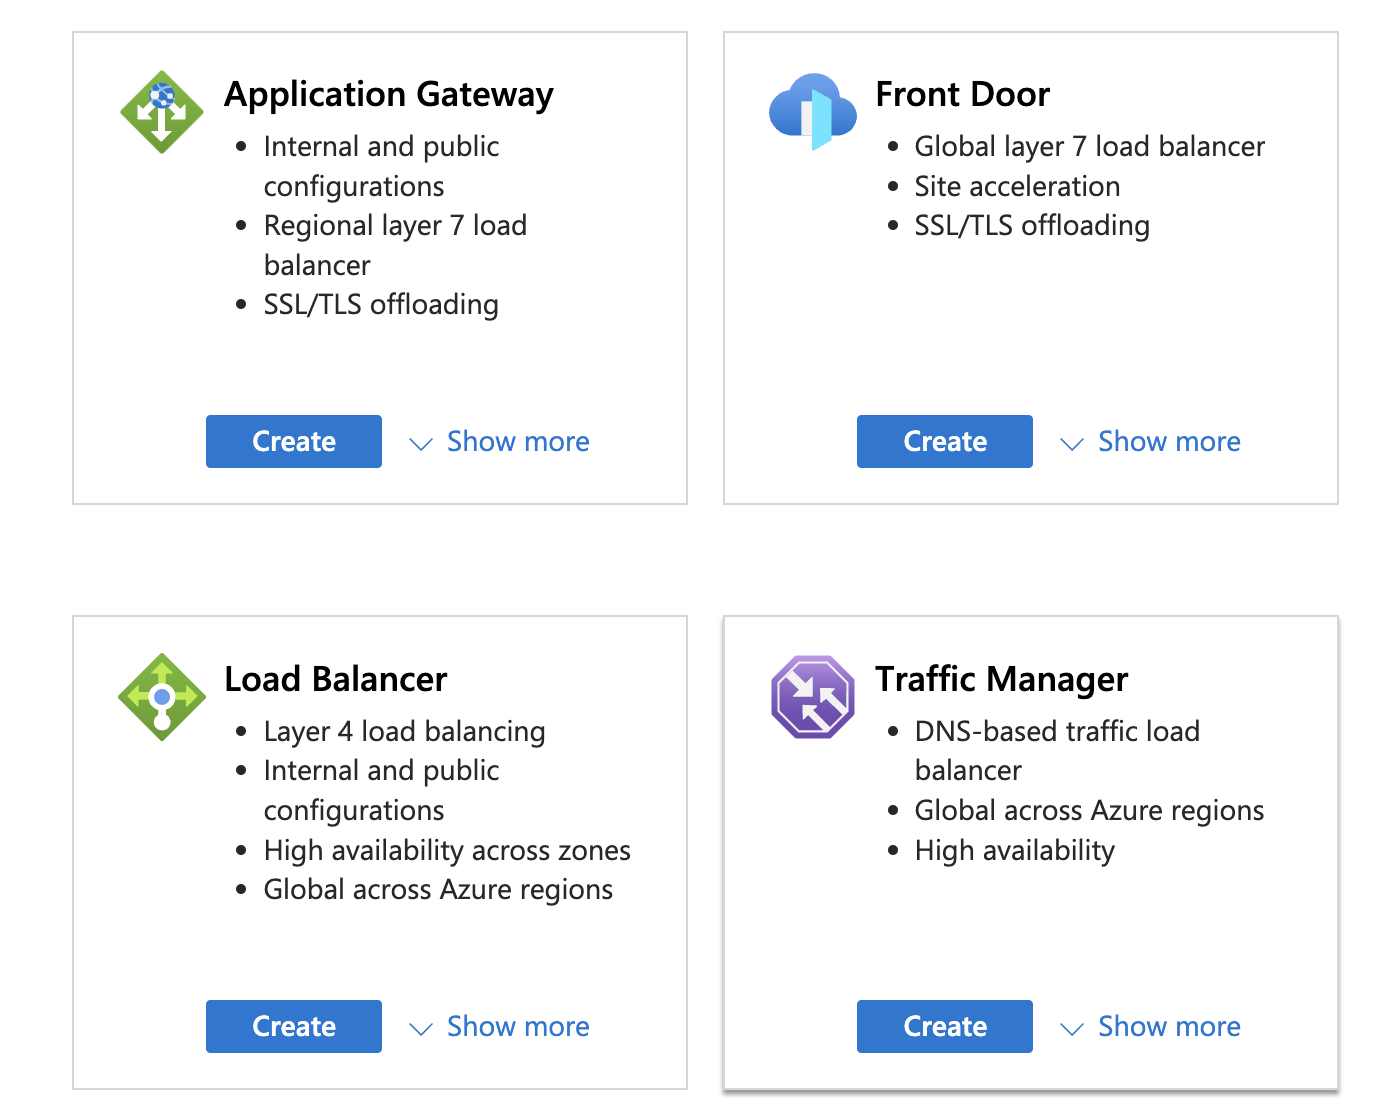 Application Gateway
Internal and public
configurations
Regional layer 7 load
balancer
SSL/TLS offloading
Create
Show more
Front Door
Global layer 7 load balancer
Site acceleration
SSL/TLS offloading
Create
Show more
Load Balancer
Layer 4 load balancing
Internal and public
configurations
High availability across zones
Global across Azure regions
Create
Show more
Traffic Manager
DNS-based traffic load
balancer
Global across Azure regions
High availability
Create
Show more